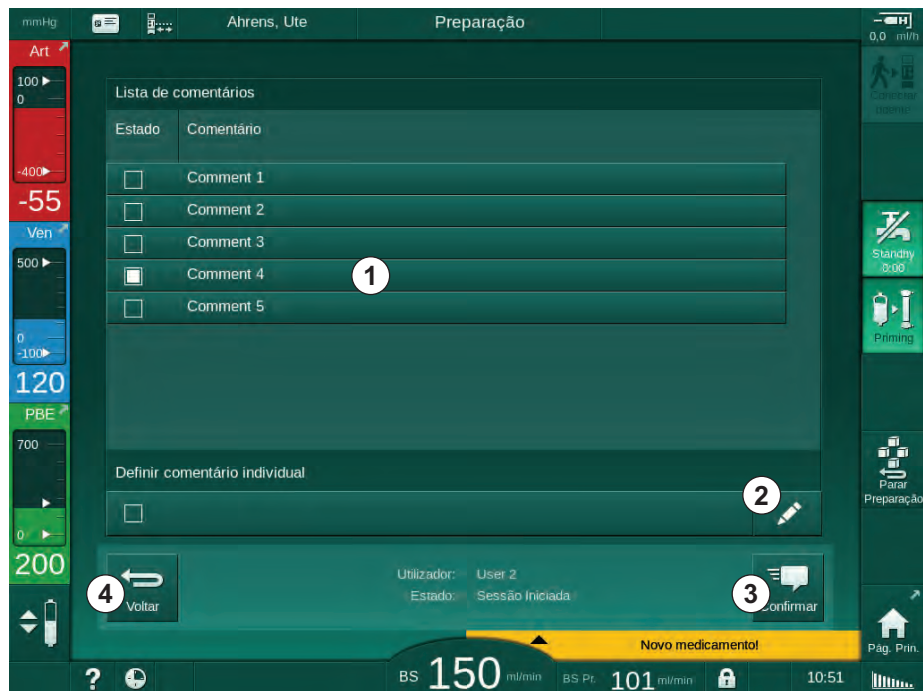 mmHg
Ahrens, Ute
Preparação
0,0 ml/h
Art
100
0
-400
-55
Ven
500
0
-100
120
PBE
700
0
200
Lista de comentários
Estado Comentário
Comment 1
Comment 2
Comment 3
Comment 4
1
Comment 5
Definir comentário individual
2
4
Voltar
Utilizador: User 2
Estado: Sessão Iniciada
3
Confirmar
Conectar
Standby
0:00
Priming
Parar
Preparação
Pág. Prin.
Novo medicamento!
?
BS 150 ml/min
BS Pr. 101 ml/min
10:51